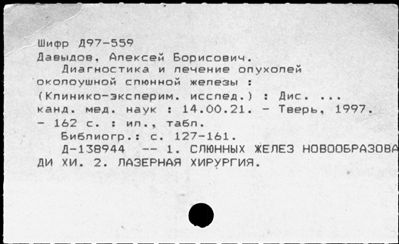 Шифр Д97-559
Давыдов, Алексей Борисович.
Диагностика и лечение опухолей
околоушной слюнной железы :
(Клинико-эксперим. исслед.) : Дис. ...
канд. мед. наук : 14.00.21. - Тверь, 1997.
- 162 с. : ил., табл.
Библиогр.: с. 127-161.
Д-138944 -- 1. СЛЮННЫХ ЖЕЛЕЗ НОВООБРАЗОВА
ДИ ХИ. 2. ЛАЗЕРНАЯ ХИРУРГИЯ.